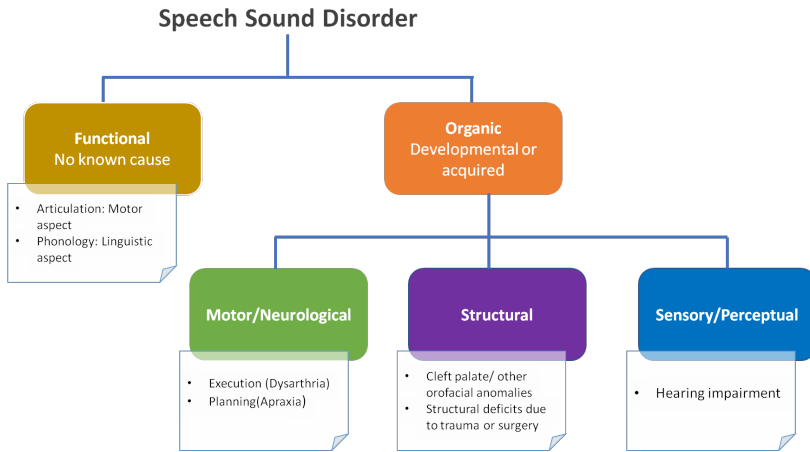 Speech Sound Disorder
Functional
No known cause
Organic
Developmental or
acquired
• Articulation: Motor
aspect
• Phonology: Linguistic
aspect
Motor/Neurological
Structural
Sensory/Perceptual
• Execution (Dysarthria)
• Planning(Apraxia)
• Cleft palate/ other
orofacial anomalies
• Structural deficits due
to trauma or surgery
• Hearing impairment